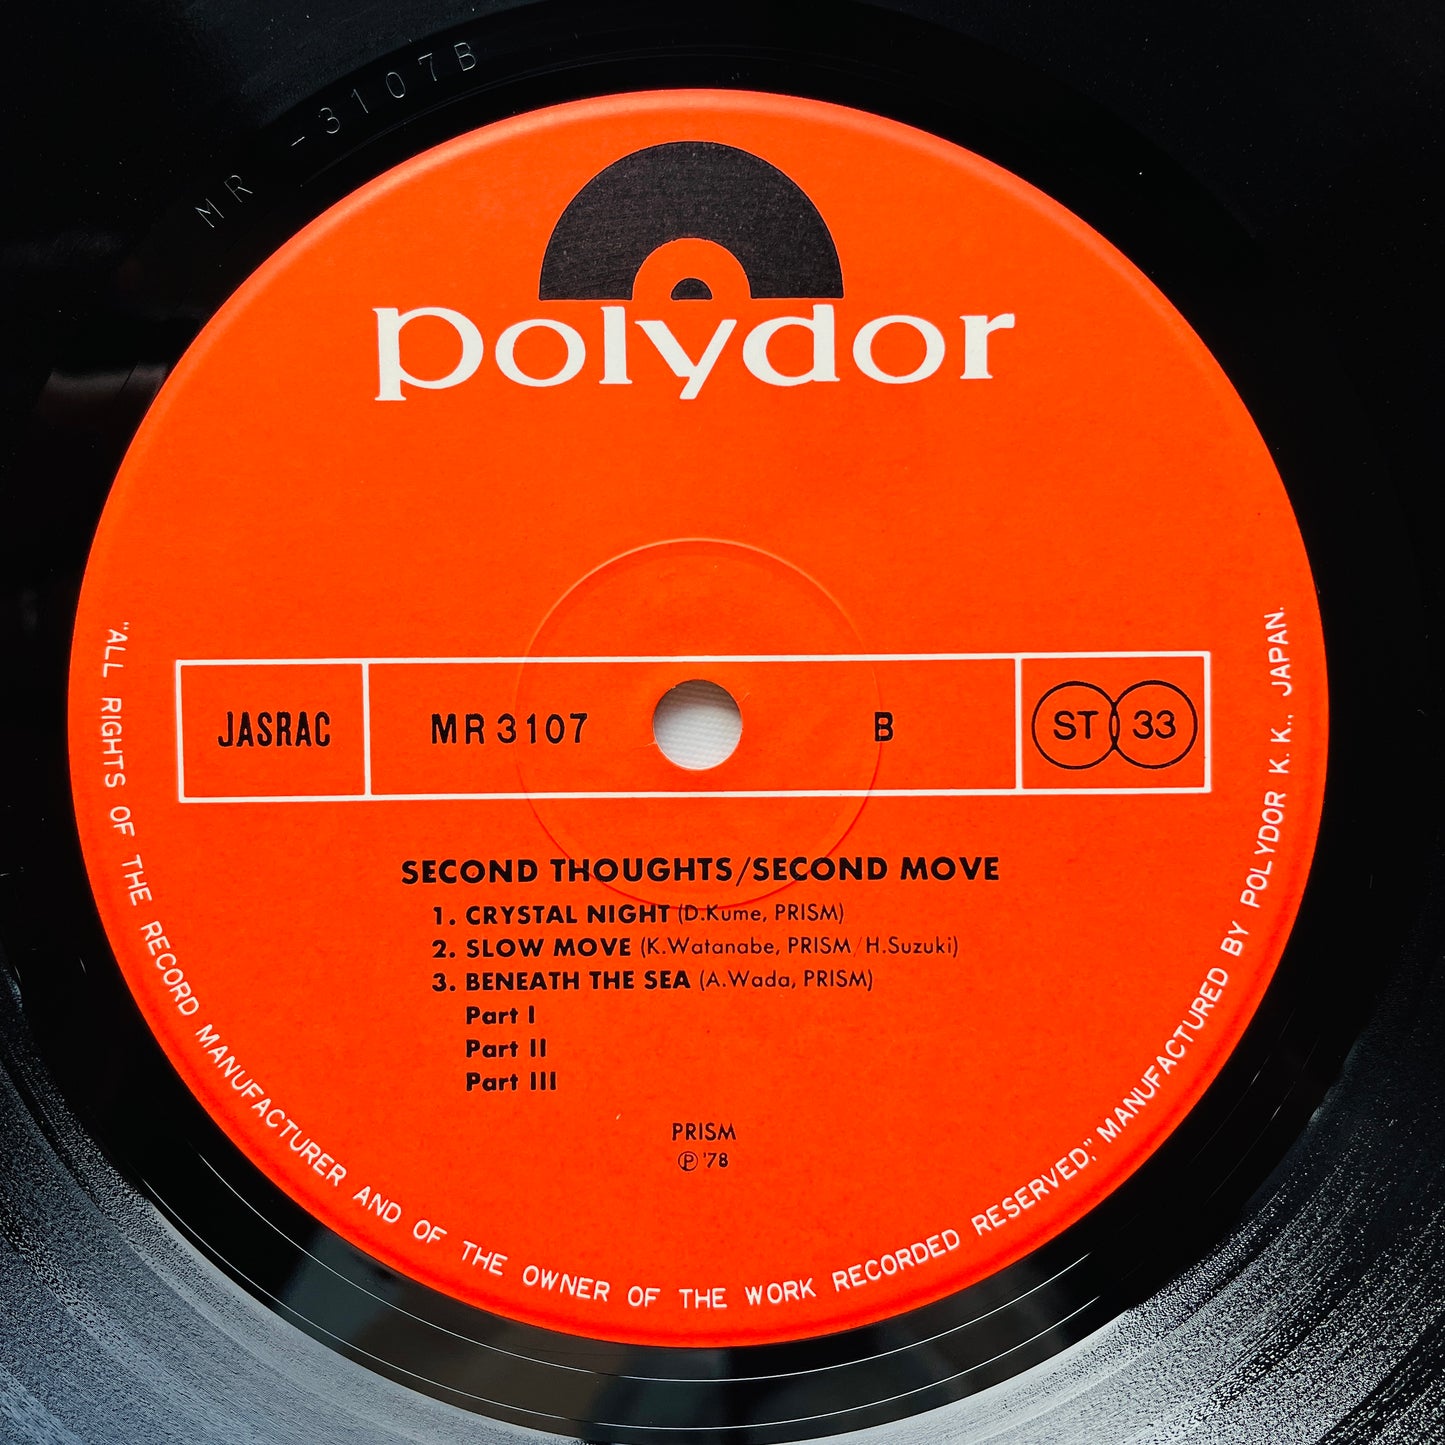 MR -3107B
polydor
JASRAC MR 3107 B ST 33
SECOND THOUGHTS/SECOND MOVE
1. CRYSTAL NIGHT (D.Kume, PRISM)
2. SLOW MOVE (K.Watanabe, PRISM/H.Suzuki)
3. BENEATH THE SEA (A.Wada, PRISM)
Part I
Part II
Part III
PRISM
℗ '78
"ALL RIGHTS OF THE RECORD MANUFACTURER AND OF THE OWNER OF THE WORK RECORDED RESERVED," MANUFACTURED BY POLYDOR K. K., JAPAN.